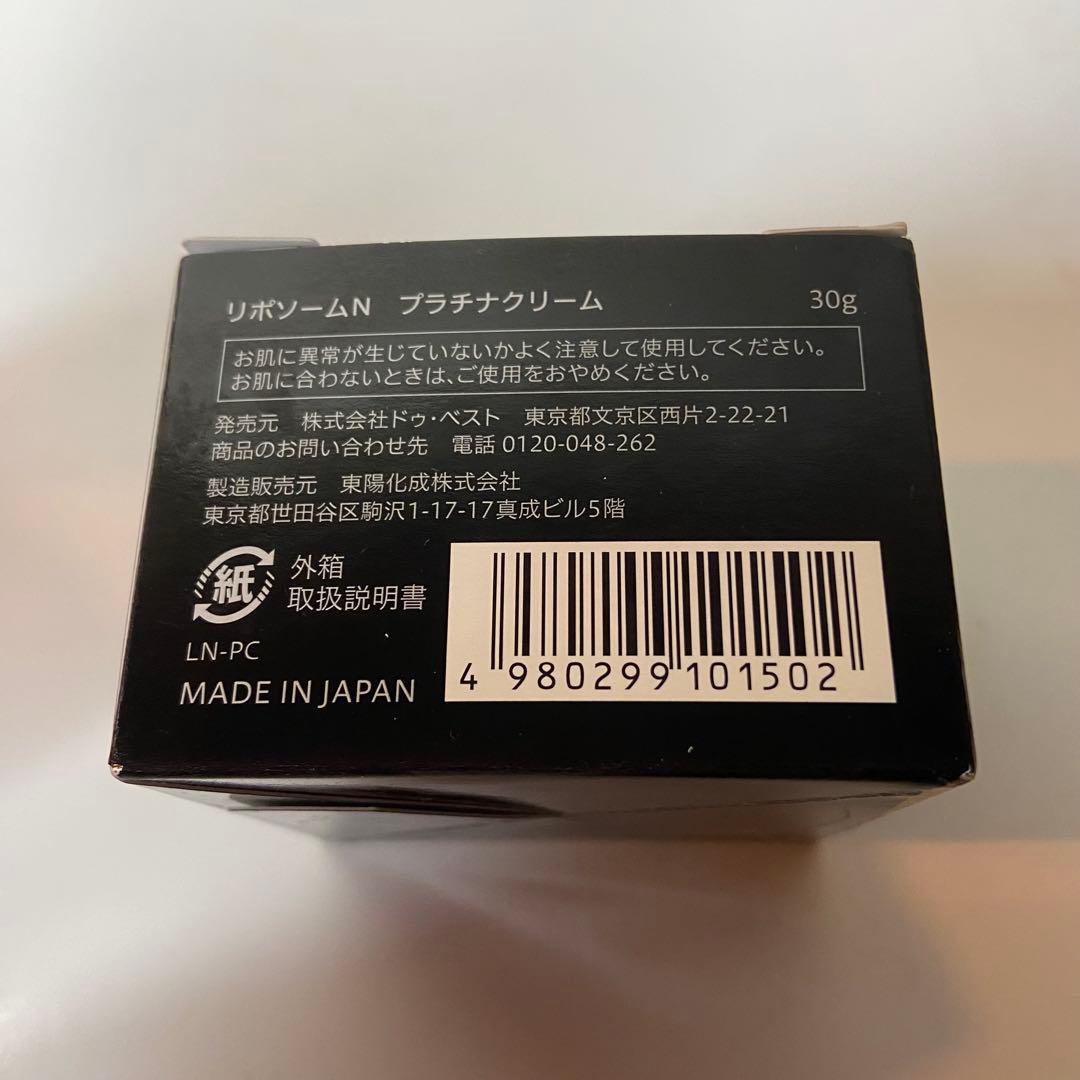 リポソームN　プラチナクリーム　30g
お肌に異常が生じていないかよく注意して使用してください。
お肌に合わないときは、ご使用をおやめください。
発売元　株式会社ドゥ・ベスト　東京都文京区西片2-22-21
商品のお問い合わせ先　電話 0120-048-262
製造販売元　東陽化成株式会社
東京都世田谷区駒沢1-17-17真成ビル5階
紙
外箱
取扱説明書
LN-PC
MADE IN JAPAN
4 980299 101502